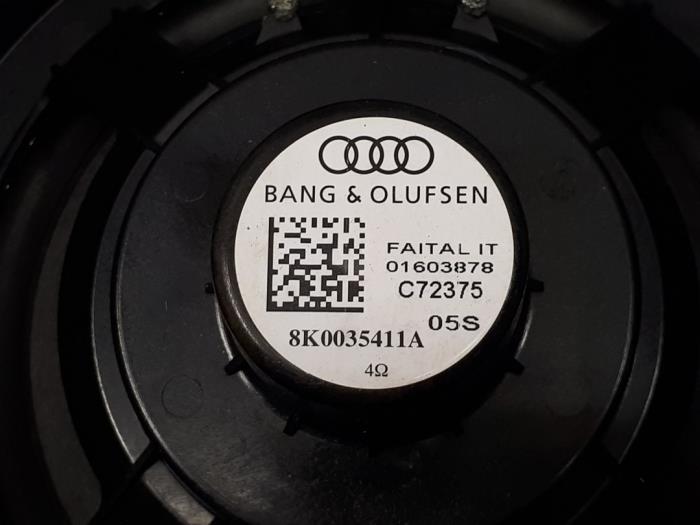 BANG & OLUFSEN
FAITAL IT
01603878
C72375
05S
8K0035411A
4Ω